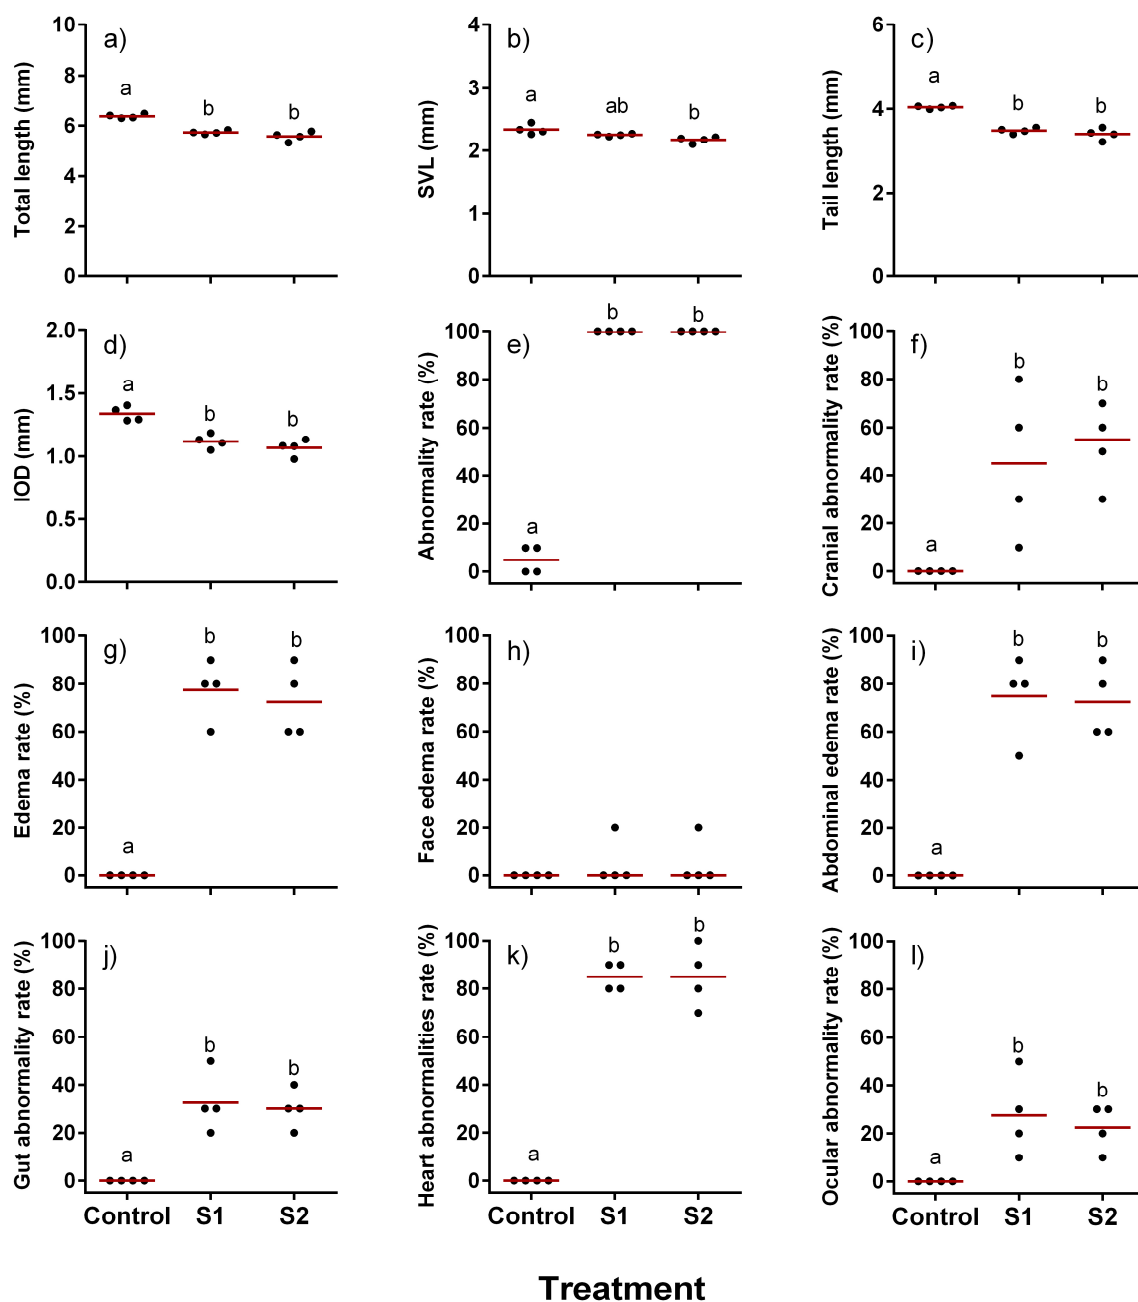 a)
Total length (mm)
10
8
6
4
2
0
a
b
b
b)
SVL (mm)
4
3
2
1
0
a
ab
b
c)
Tail length (mm)
6
4
2
0
a
b
b
d)
IOD (mm)
2.0
1.5
1.0
0.5
0.0
a
b
b
e)
Abnormality rate (%)
100
80
60
40
20
0
a
b
b
f)
Cranial abnormality rate (%)
100
80
60
40
20
0
a
b
b
g)
Edema rate (%)
100
80
60
40
20
0
a
b
b
h)
Face edema rate (%)
100
80
60
40
20
0
i)
Abdominal edema rate (%)
100
80
60
40
20
0
a
b
b
j)
Gut abnormality rate (%)
100
80
60
40
20
0
a
b
b
Control S1 S2
k)
Heart abnormalities rate (%)
100
80
60
40
20
0
a
b
b
Control S1 S2
l)
Ocular abnormality rate (%)
100
80
60
40
20
0
a
b
b
Control S1 S2
Treatment